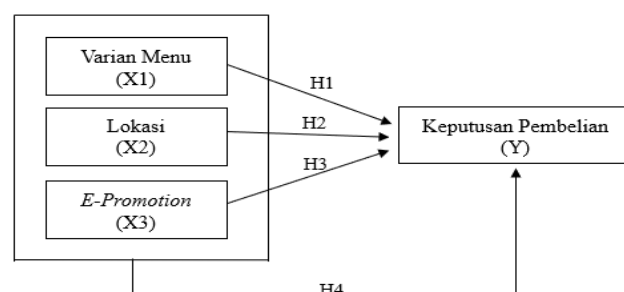 Varian Menu
(X1)
H1
Lokasi
(X2)
H2
Keputusan Pembelian
(Y)
H3
E-Promotion
(X3)
H4